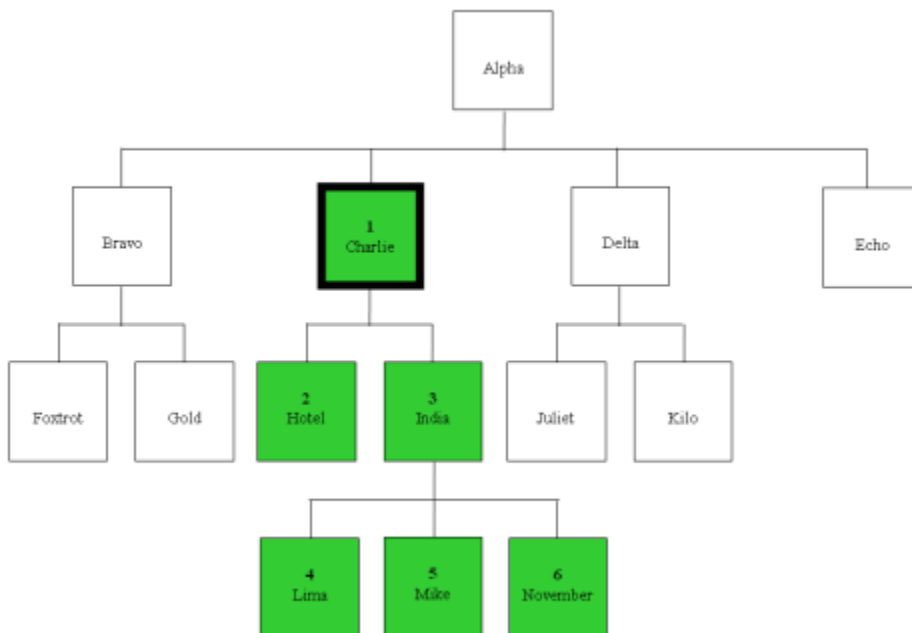 Alpha
Bravo
1
Charlie
Delta
Echo
Foxtrot
Gold
2
Hotel
3
India
Juliet
Kilo
4
Lima
5
Mike
6
November